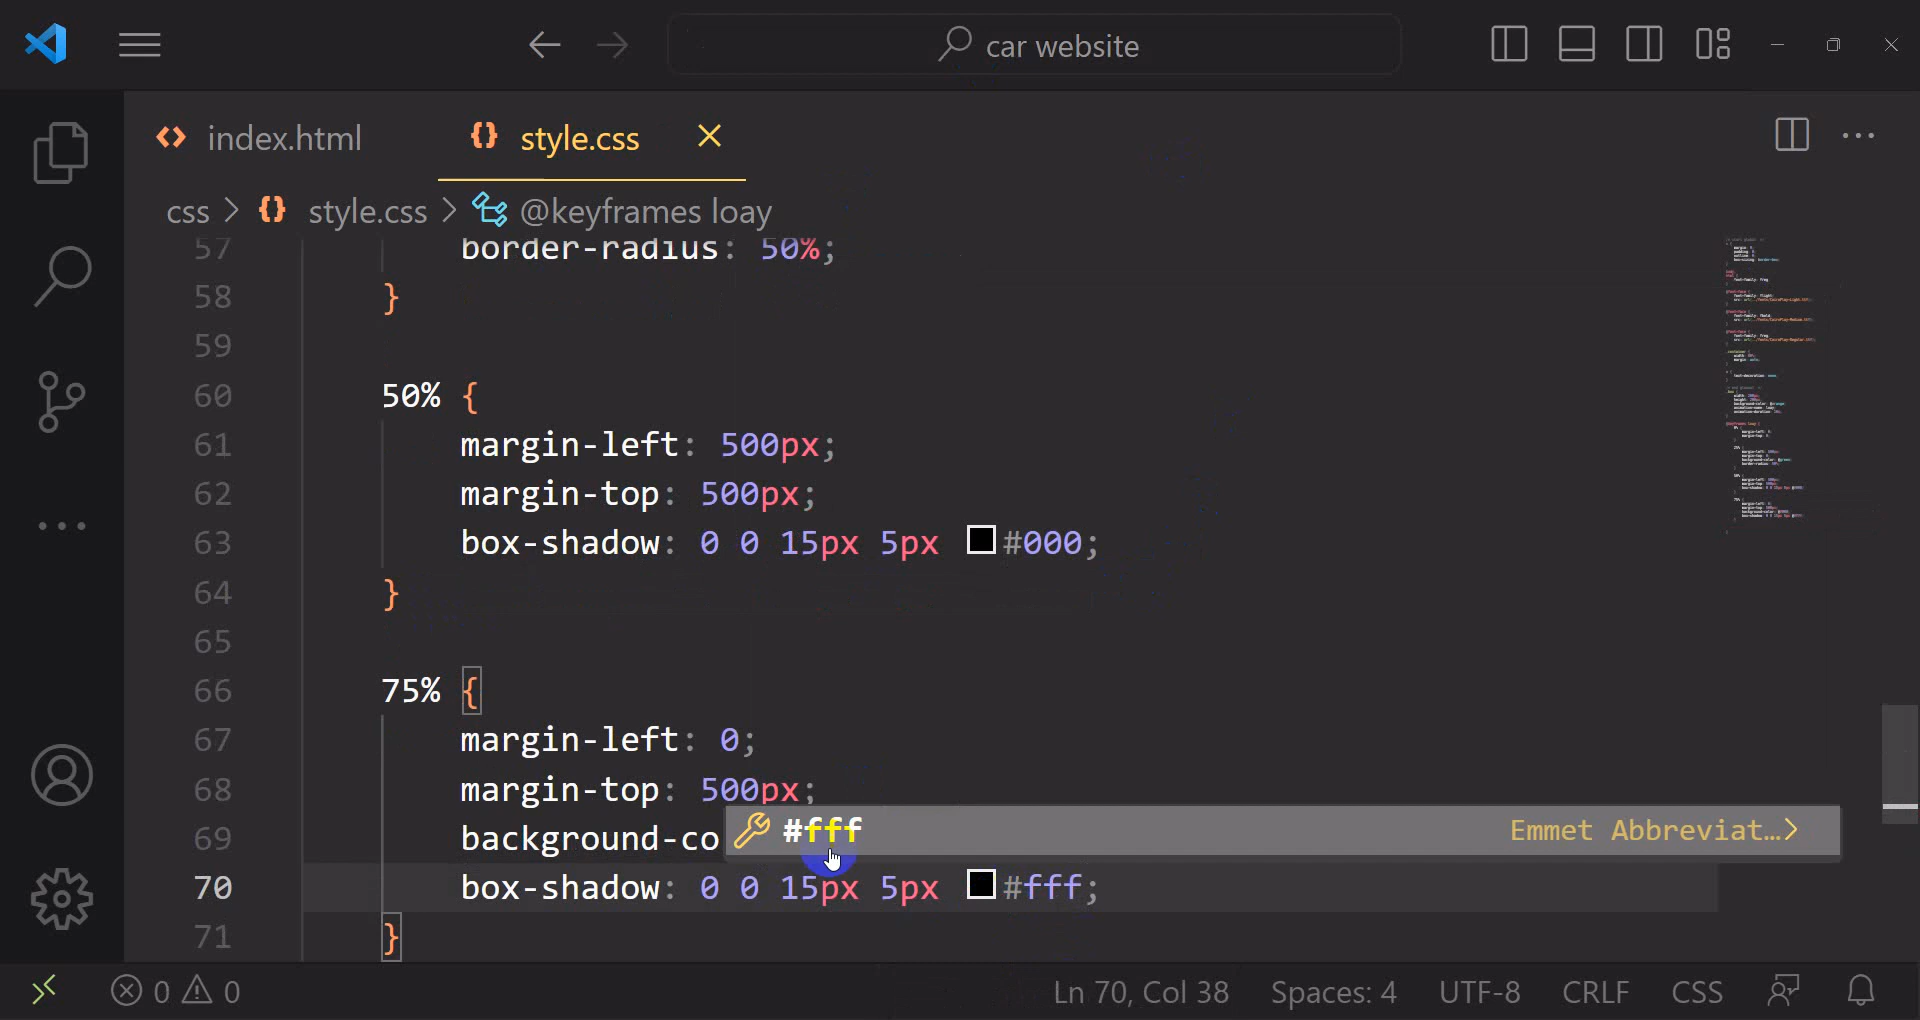 car website
index.html
style.css
css > style.css > @keyframes loay
57 border-radius: 50%;
58 }
59
60 50% {
61 margin-left: 500px;
62 margin-top: 500px;
63 box-shadow: 0 0 15px 5px #000;
64 }
65
66 75% {
67 margin-left: 0;
68 margin-top: 500px;
69 background-co
#fff Emmet Abbreviat...>
70 box-shadow: 0 0 15px 5px #fff;
71 }
0 0 Ln 70, Col 38 Spaces: 4 UTF-8 CRLF CSS